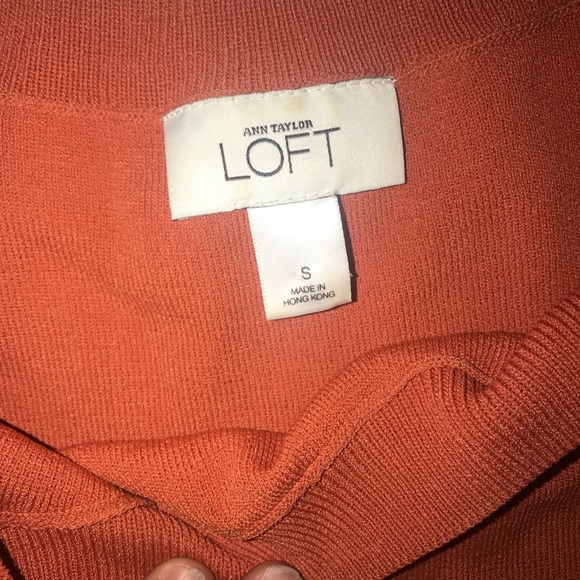 ANN TAYLOR
LOFT
S
MADE IN
HONG KONG